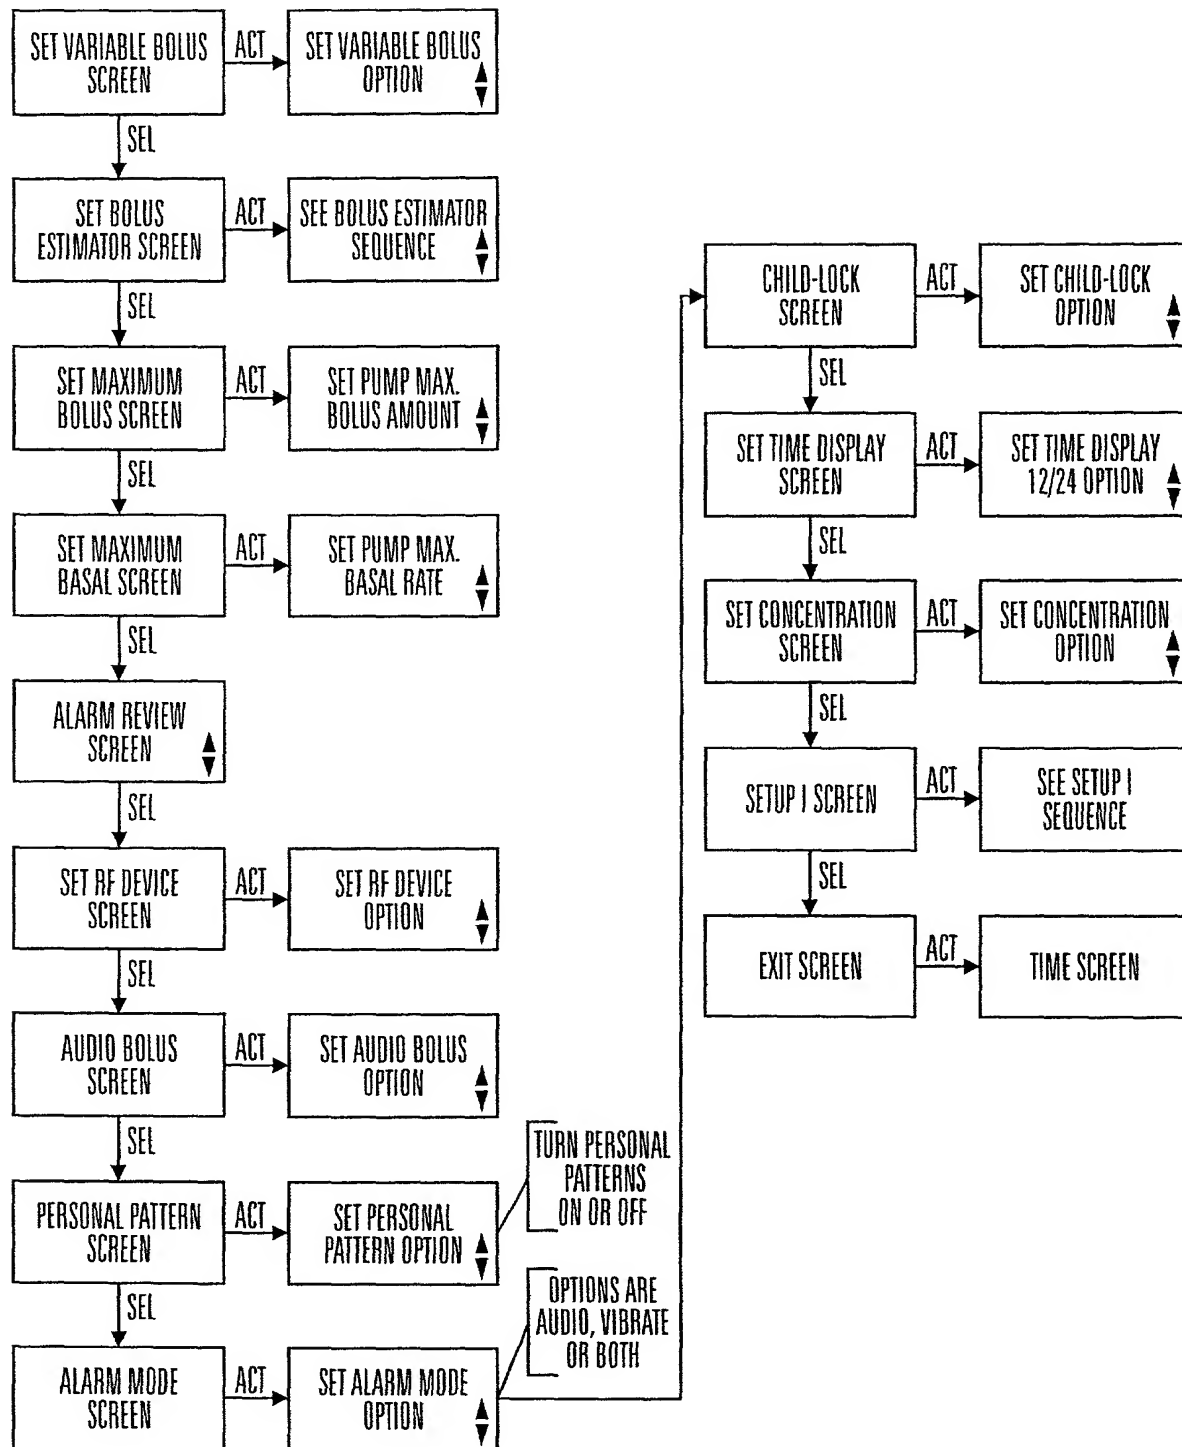 SET VARIABLE BOLUS
SCREEN
ACT
SET VARIABLE BOLUS
OPTION
SEL
SET BOLUS
ESTIMATOR SCREEN
ACT
SEE BOLUS ESTIMATOR
SEQUENCE
SEL
SET MAXIMUM
BOLUS SCREEN
ACT
SET PUMP MAX.
BOLUS AMOUNT
SEL
SET MAXIMUM
BASAL SCREEN
ACT
SET PUMP MAX.
BASAL RATE
SEL
ALARM REVIEW
SCREEN
SEL
SET RF DEVICE
SCREEN
ACT
SET RF DEVICE
OPTION
SEL
AUDIO BOLUS
SCREEN
ACT
SET AUDIO BOLUS
OPTION
SEL
PERSONAL PATTERN
SCREEN
ACT
SET PERSONAL
PATTERN OPTION
TURN PERSONAL
PATTERNS
ON OR OFF
SEL
ALARM MODE
SCREEN
ACT
SET ALARM MODE
OPTION
OPTIONS ARE
AUDIO, VIBRATE
OR BOTH
CHILD-LOCK
SCREEN
ACT
SET CHILD-LOCK
OPTION
SEL
SET TIME DISPLAY
SCREEN
ACT
SET TIME DISPLAY
12/24 OPTION
SEL
SET CONCENTRATION
SCREEN
ACT
SET CONCENTRATION
OPTION
SEL
SETUP I SCREEN
ACT
SEE SETUP I
SEQUENCE
SEL
EXIT SCREEN
ACT
TIME SCREEN